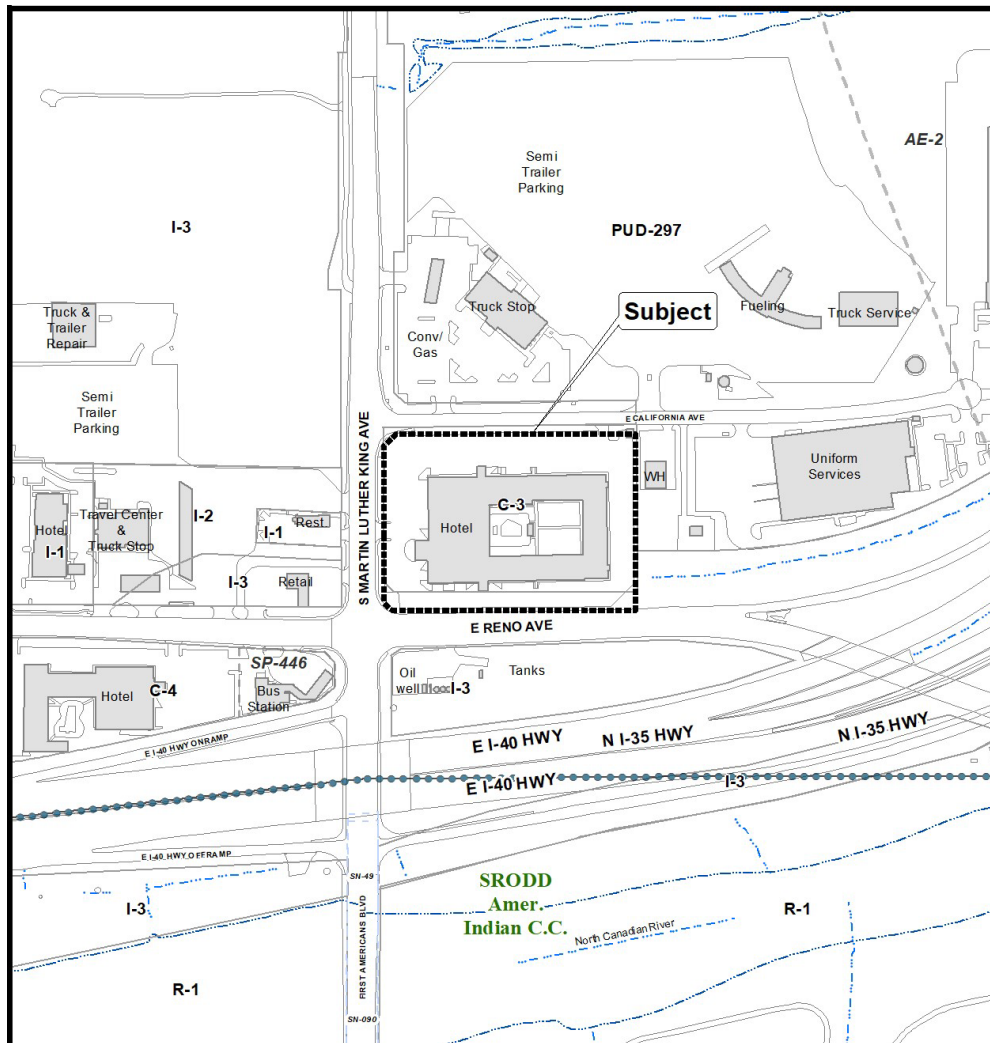 AE-2
Semi
Trailer
Parking
I-3
PUD-297
Subject
Truck &
Trailer
Repair
Truck Stop
Fueling
Truck Service
Conv/
Gas
Semi
Trailer
Parking
E CALIFORNIA AVE
S MARTIN LUTHER KING AVE
Uniform
Services
WH
C-3
Hotel
Hotel
I-1
Travel Center
&
Truck Stop
I-2
Rest
I-1
I-3
Retail
E RENO AVE
SP-446
Hotel
C-4
Bus
Station
Oil
well
I-3
Tanks
E I-40 HWY ONRAMP
E I-40 HWY
N I-35 HWY
N I-35 HWY
E I-40 HWY
I-3
E I-40 HWY OFFRAMP
SN-49
I-3
SRODD
Amer.
Indian C.C.
R-1
North Canadian River
FIRST AMERICANS BLVD
R-1
SN-090